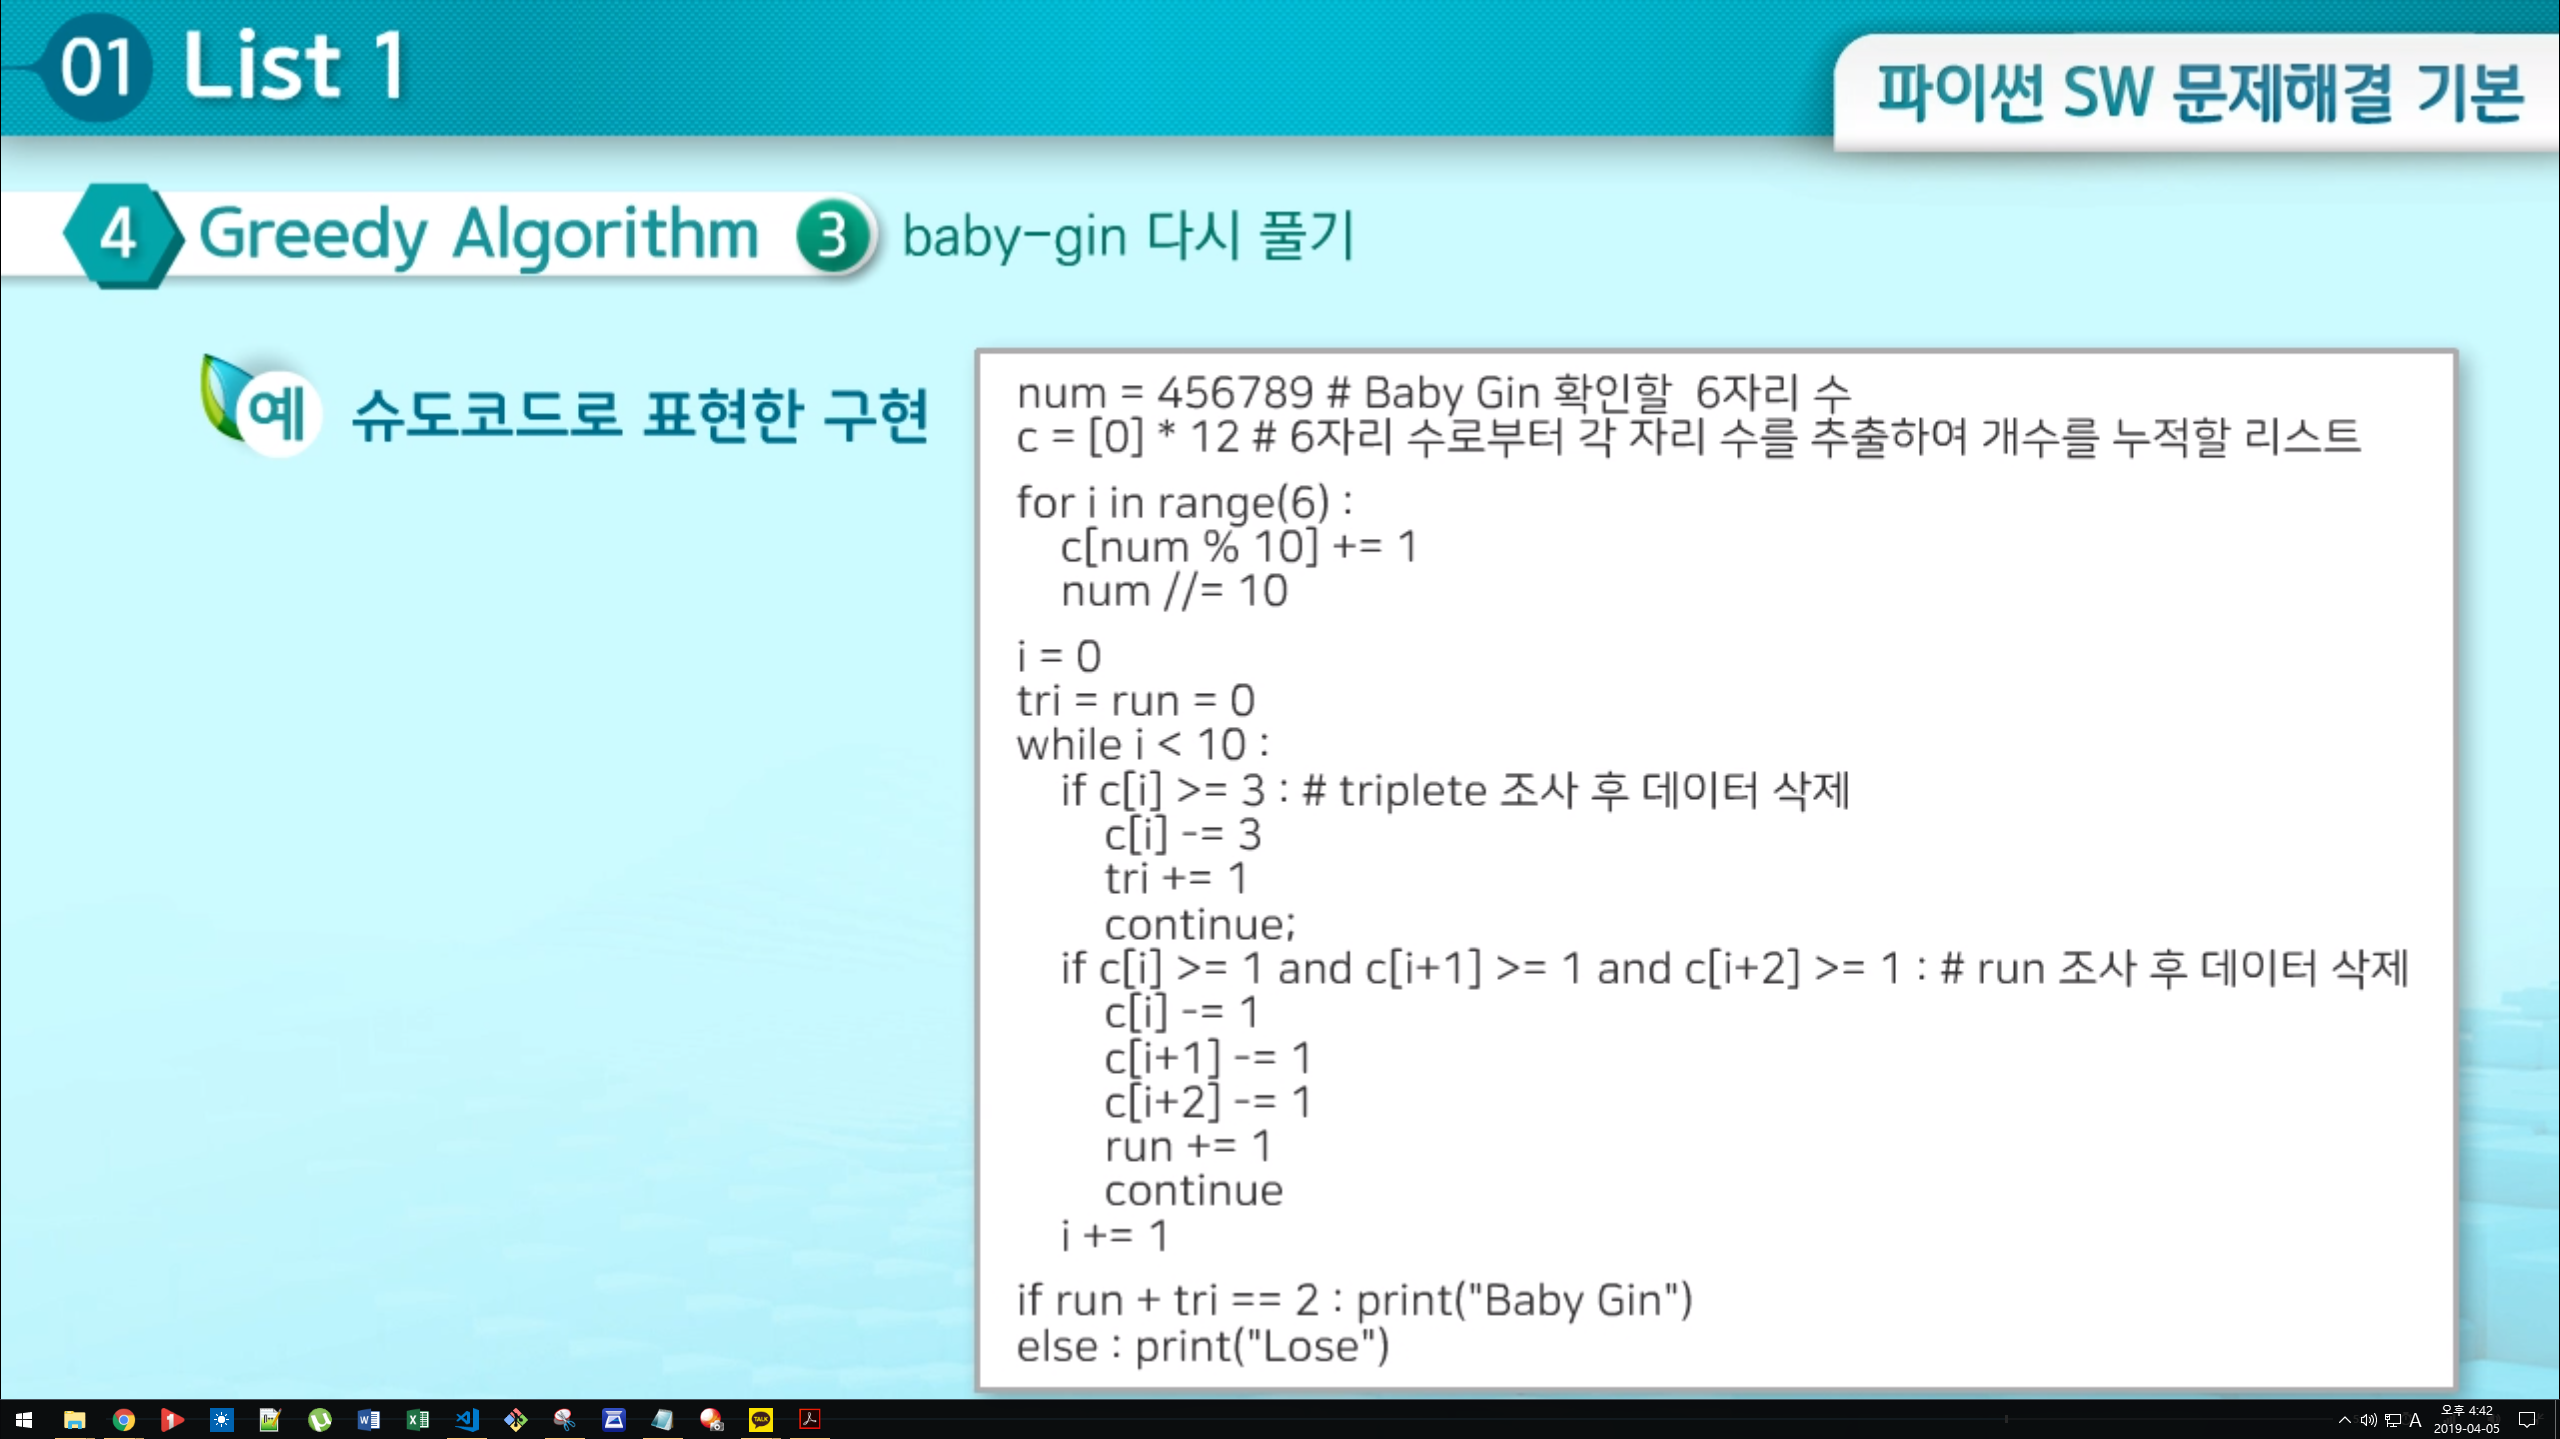 01 List 1
파이썬 SW 문제해결 기본
4 Greedy Algorithm 3 baby-gin 다시 풀기
예 슈도코드로 표현한 구현
num = 456789 # Baby Gin 확인할 6자리 수
c = [0] * 12 # 6자리 수로부터 각 자리 수를 추출하여 개수를 누적할 리스트
for i in range(6) :
    c[num % 10] += 1
    num //= 10
i = 0
tri = run = 0
while i < 10 :
    if c[i] >= 3 : # triplete 조사 후 데이터 삭제
        c[i] -= 3
        tri += 1
        continue;
    if c[i] >= 1 and c[i+1] >= 1 and c[i+2] >= 1 : # run 조사 후 데이터 삭제
        c[i] -= 1
        c[i+1] -= 1
        c[i+2] -= 1
        run += 1
        continue
    i += 1
if run + tri == 2 : print("Baby Gin")
else : print("Lose")
A
오후 4:42
2019-04-05